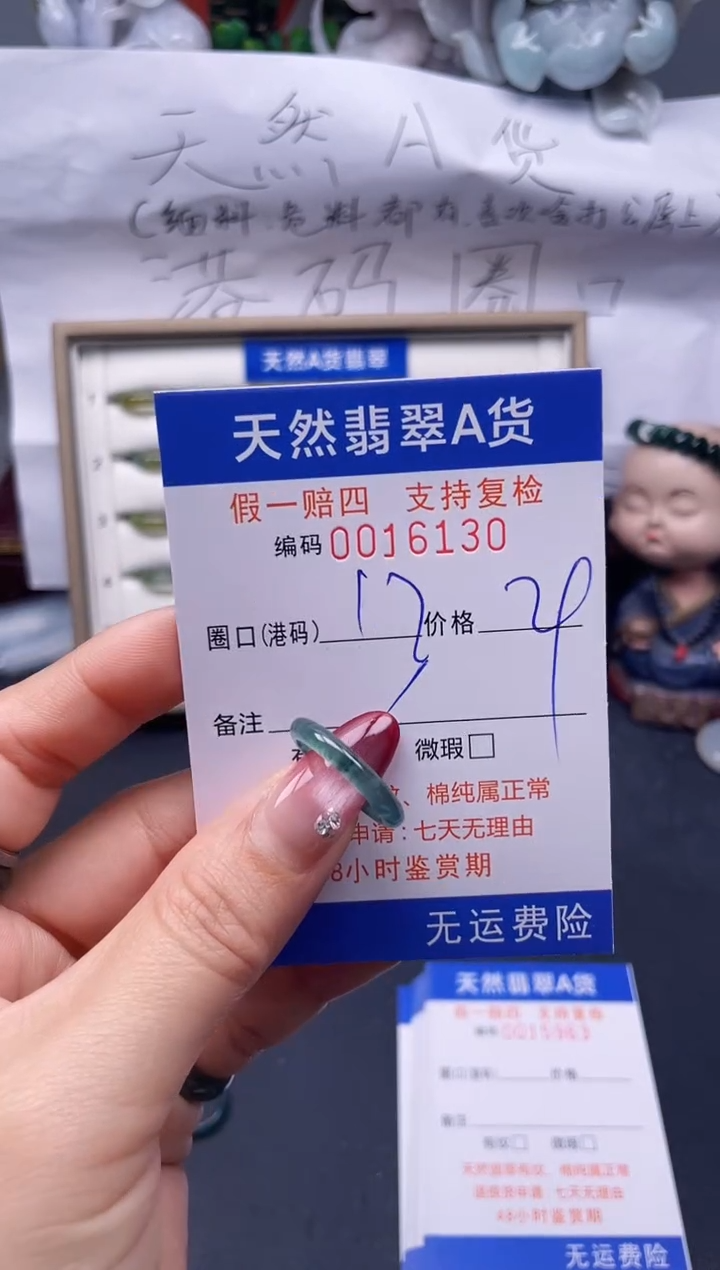 天然A货
港码圈口
天然A货翡翠
天然翡翠A货
假一赔四 支持复检
编码 0016130
圈口(港码) 17 价格 29
备注
微瑕□
、棉纯属正常
申请:七天无理由
8小时鉴赏期
无运费险
天然翡翠A货
假一赔四 支持复检
编码
圈口(港码) 价格
备注
有纹□ 微瑕□
天然翡翠有纹、棉纯属正常
退货请申请:七天无理由
48小时鉴赏期
无运费险